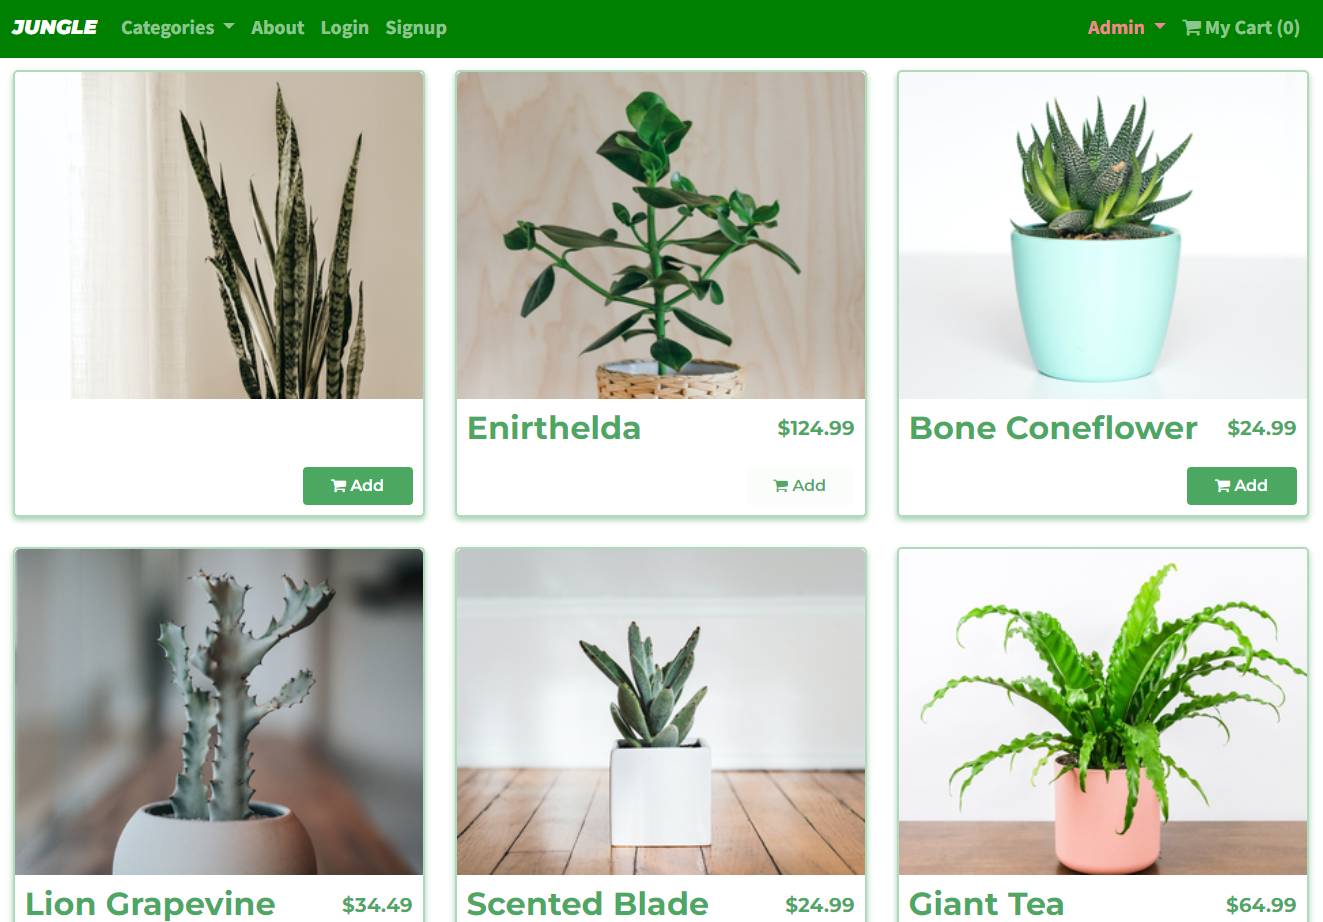 JUNGLE Categories About Login Signup Admin My Cart (0)
Enirthelda $124.99
Bone Coneflower $24.99
Add
Add
Add
Lion Grapevine $34.49
Scented Blade $24.99
Giant Tea $64.99